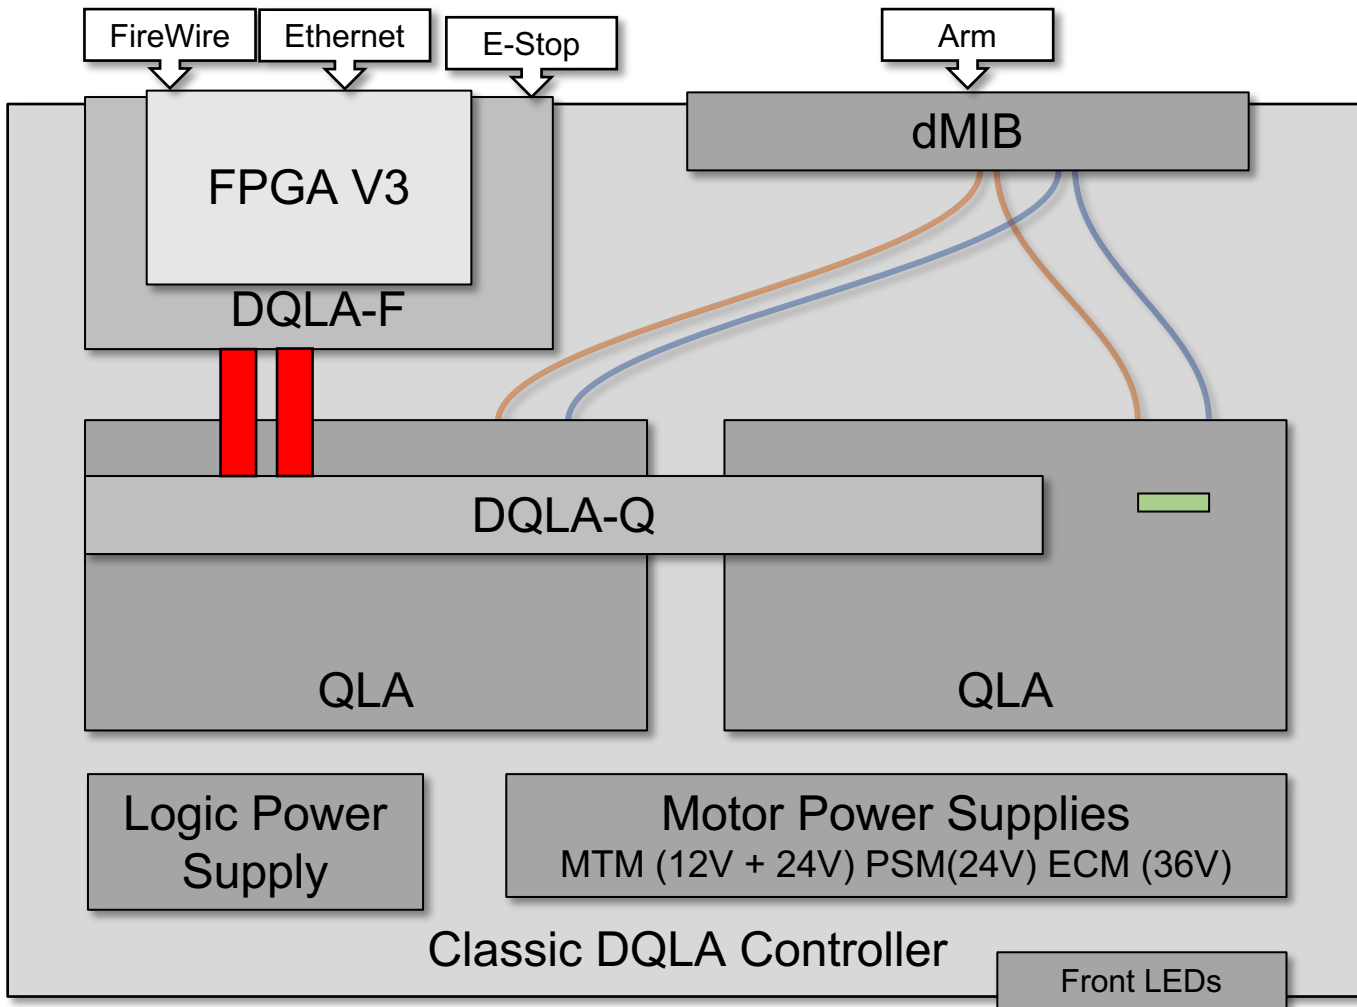 FireWire
Ethernet
E-Stop
Arm
FPGA V3
dMIB
DQLA-F
DQLA-Q
QLA
QLA
Logic Power
Supply
Motor Power Supplies
MTM (12V + 24V) PSM(24V) ECM (36V)
Classic DQLA Controller
Front LEDs